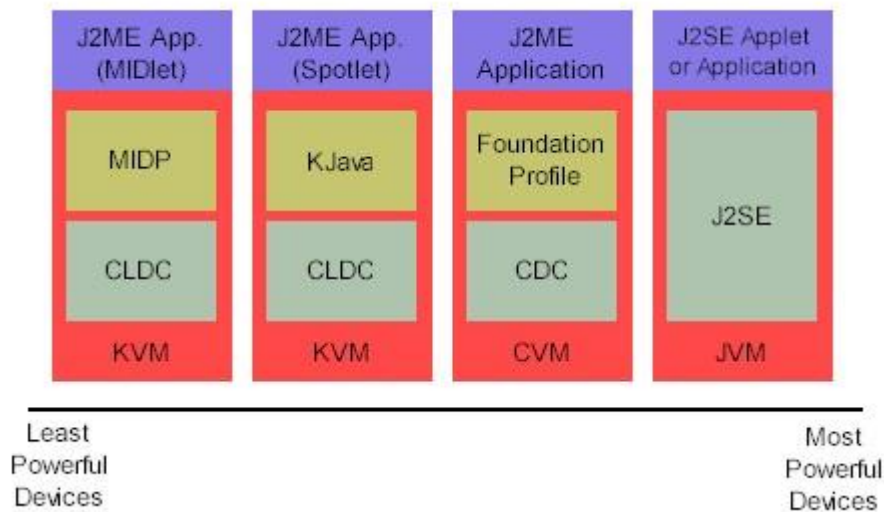 J2ME App.
(MIDlet)
J2ME App.
(Spotlet)
J2ME
Application
J2SE Applet
or Application
MIDP
KJava
Foundation
Profile
J2SE
CLDC
CLDC
CDC
KVM
KVM
CVM
JVM
Least
Powerful
Devices
Most
Powerful
Devices